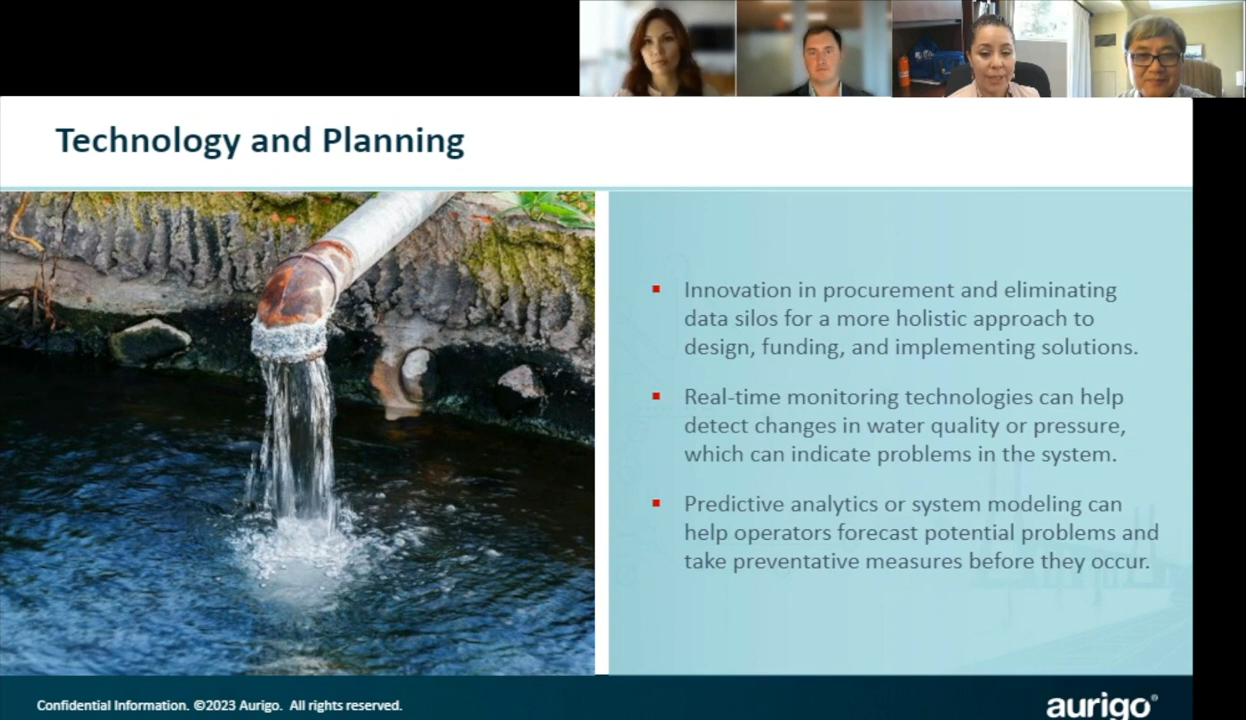 Technology and Planning
Innovation in procurement and eliminating
data silos for a more holistic approach to
design, funding, and implementing solutions.
Real-time monitoring technologies can help
detect changes in water quality or pressure,
which can indicate problems in the system.
Predictive analytics or system modeling can
help operators forecast potential problems and
take preventative measures before they occur.
Confidential Information. ©2023 Aurigo. All rights reserved.
aurigo®